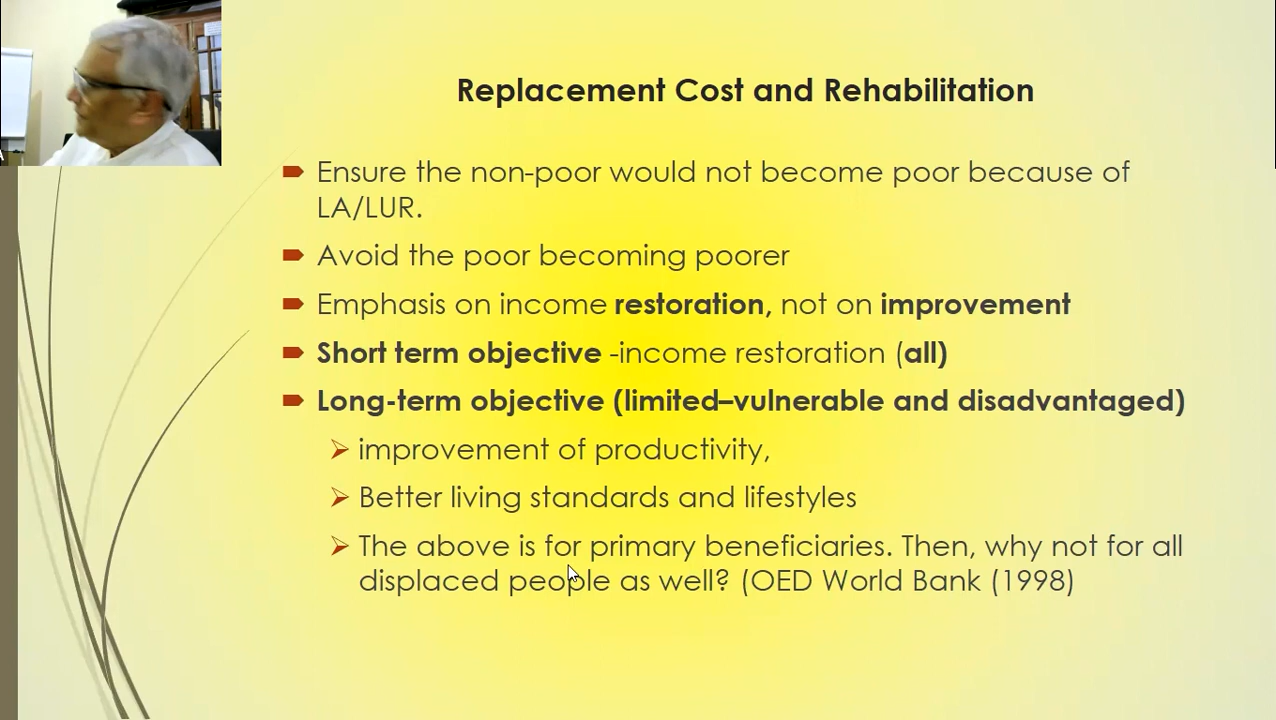 Replacement Cost and Rehabilitation
Ensure the non-poor would not become poor because of
LA/LUR.
Avoid the poor becoming poorer
Emphasis on income restoration, not on improvement
Short term objective -income restoration (all)
Long-term objective (limited–vulnerable and disadvantaged)
improvement of productivity,
Better living standards and lifestyles
The above is for primary beneficiaries. Then, why not for all
displaced people as well? (OED World Bank (1998)